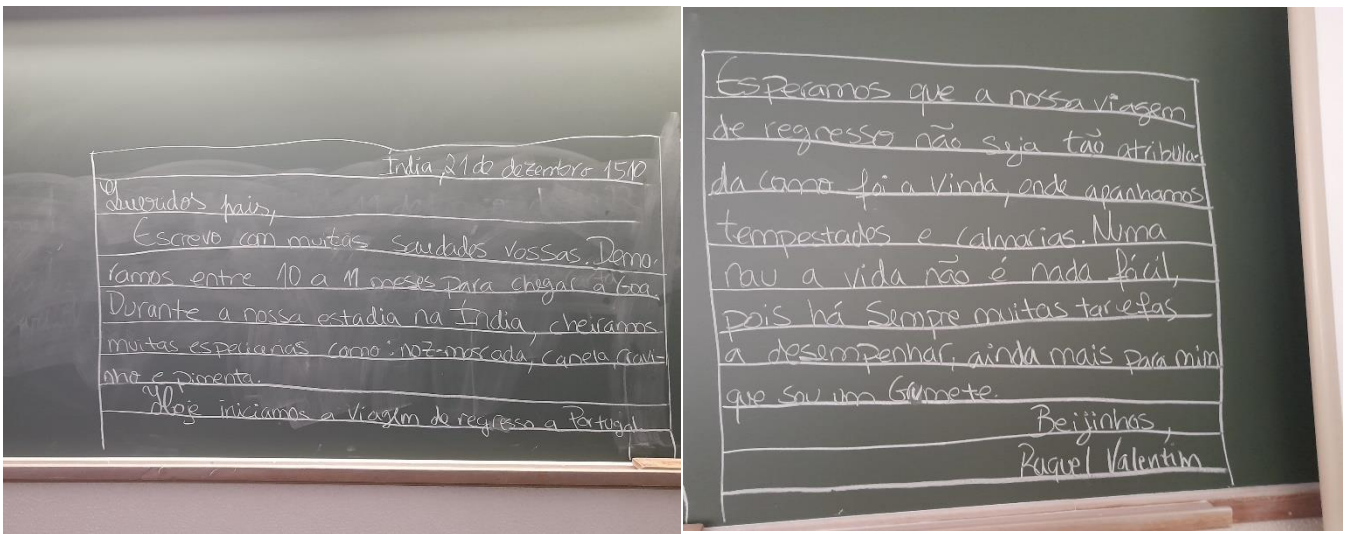 Índia, 21 de dezembro 1510
Queridos pais,
Escrevo com muitas saudades vossas. Demo-
ramos entre 10 a 11 meses para chegar a Goa.
Durante a nossa estadia na Índia, cheiramos
muitas especiarias como: noz-moscada, canela, cravi-
nho e pimenta.
Hoje iniciamos a viagem de regresso a Portugal
Esperamos que a nossa viagem
de regresso não seja tão atribula-
da como foi a vinda, onde apanhamos
tempestades e calmarias. Numa
nau a vida não é nada fácil,
pois há sempre muitas tarefas
a desempenhar, ainda mais para mim
que sou um Grumete.
Beijinhos,
Raquel Valentim